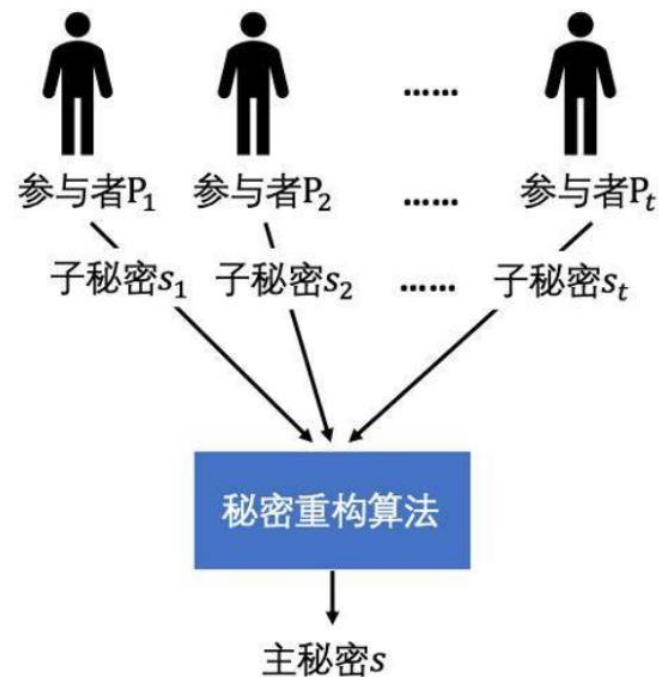 ......
参与者P₁ 参与者P₂ ...... 参与者Pₜ
子秘密s₁ 子秘密s₂ ...... 子秘密sₜ
秘密重构算法
主秘密s